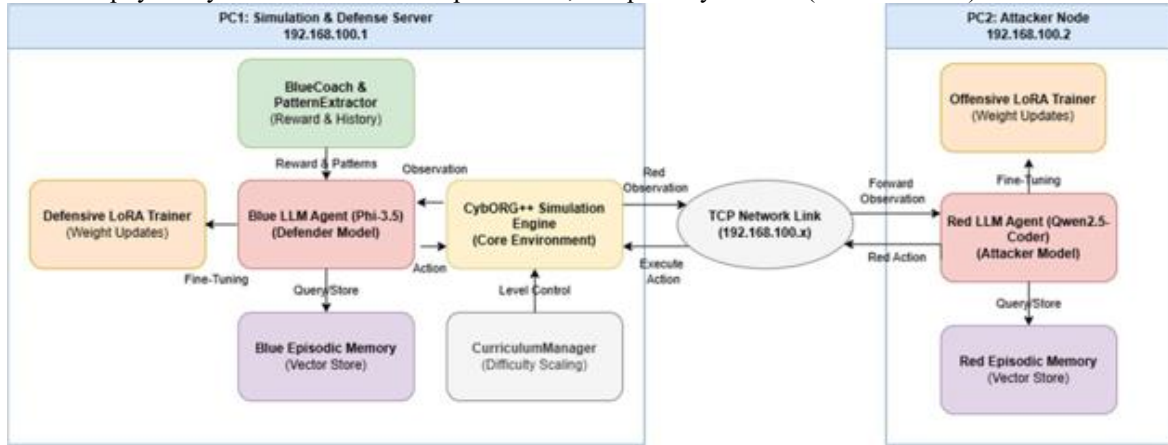 PC1: Simulation & Defense Server
192.168.100.1
PC2: Attacker Node
192.168.100.2
BlueCoach &
PatternExtractor
(Reward & History)
Offensive LoRA Trainer
(Weight Updates)
Reward & Patterns
Observation
Red
Observation
Forward
Observation
Fine-Tuning
Defensive LoRA Trainer
(Weight Updates)
Blue LLM Agent (Phi-3.5)
(Defender Model)
CybORG++ Simulation
Engine
(Core Environment)
TCP Network Link
(192.168.100.x)
Red LLM Agent (Qwen2.5-
Coder)
(Attacker Model)
Fine-Tuning
Action
Execute
Action
Red Action
Query/Store
Level Control
Query/Store
Blue Episodic Memory
(Vector Store)
CurriculumManager
(Difficulty Scaling)
Red Episodic Memory
(Vector Store)